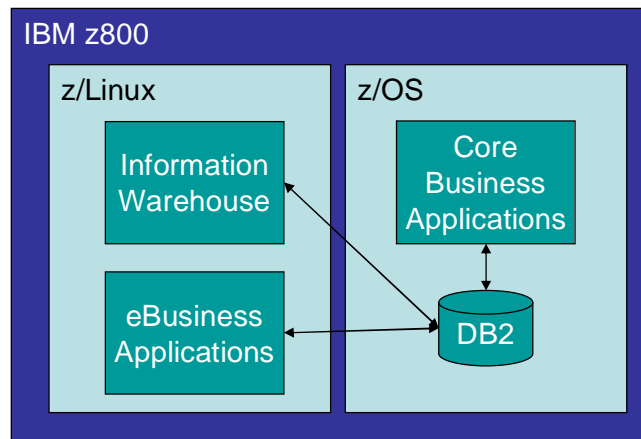 IBM z800
z/Linux
Information
Warehouse
eBusiness
Applications
z/OS
Core
Business
Applications
DB2